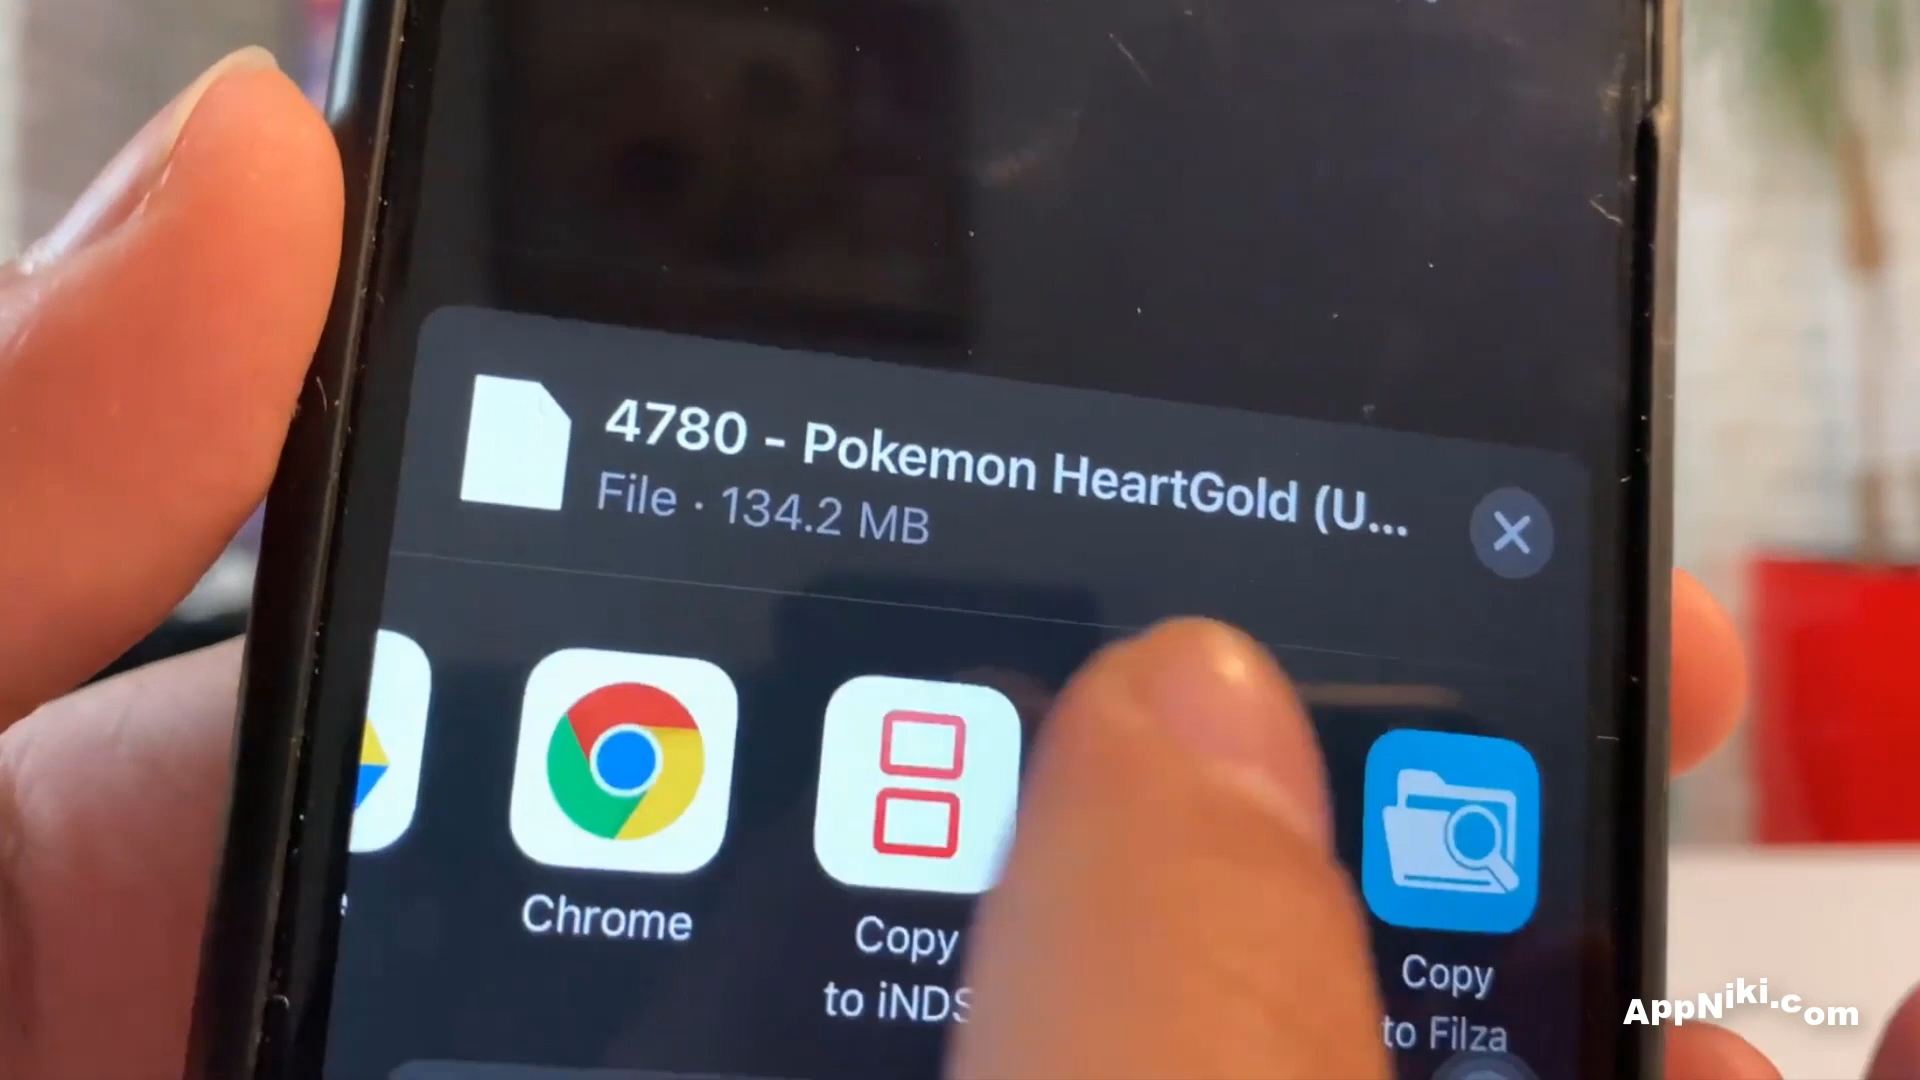 4780 - Pokemon HeartGold (U...
File · 134.2 MB
Chrome
Copy
to iNDS
Copy
to Filza
AppNiki.com